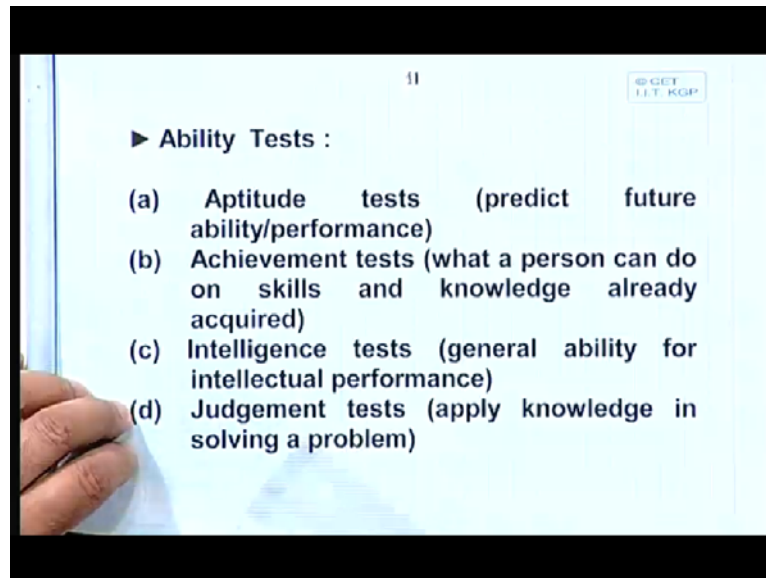 11
© CET
I.I.T. KGP
► Ability Tests :
(a) Aptitude tests (predict future
ability/performance)
(b) Achievement tests (what a person can do
on skills and knowledge already
acquired)
(c) Intelligence tests (general ability for
intellectual performance)
(d) Judgement tests (apply knowledge in
solving a problem)